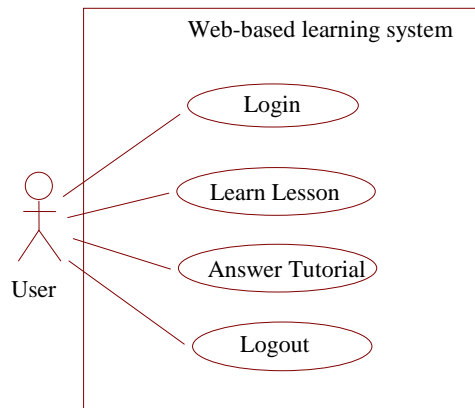 Web-based learning system
Login
Learn Lesson
Answer Tutorial
User
Logout